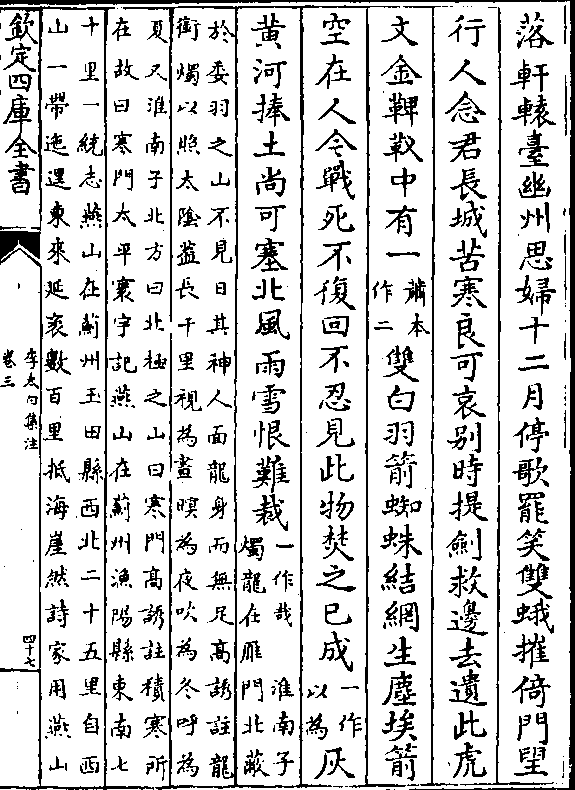 落軒轅臺幽州思婦十二月停歌罷笑雙蛾摧倚門望
行人念君長城苦寒良可哀别時提劍救邊去遺此虎
文金鞞靫中有一
蕭本
作二
雙白羽箭蜘蛛結網生塵埃箭
空在人今戰死不復回不忍見此物焚之已成
一作
以為
灰
黄河捧土尚可塞北風雨雪恨難裁
一作哉
淮南子
燭龍在雁門北蔽
於委羽之山不見日其神人面龍身而無足高誘註龍
銜燭以照太陰蓋長千里視為晝暝為夜吹為冬呼為
夏又淮南子北方曰北極之山曰寒門高誘註積寒所
在故曰寒門太平寰宇記燕山在薊州漁陽縣東南七
十里一統志燕山在薊州玉田縣西北二十五里自西
山一帶迤邐東來延袤數百里抵海崖然詩家用燕山
欽定四庫全書
李太白集注
卷三
四十七